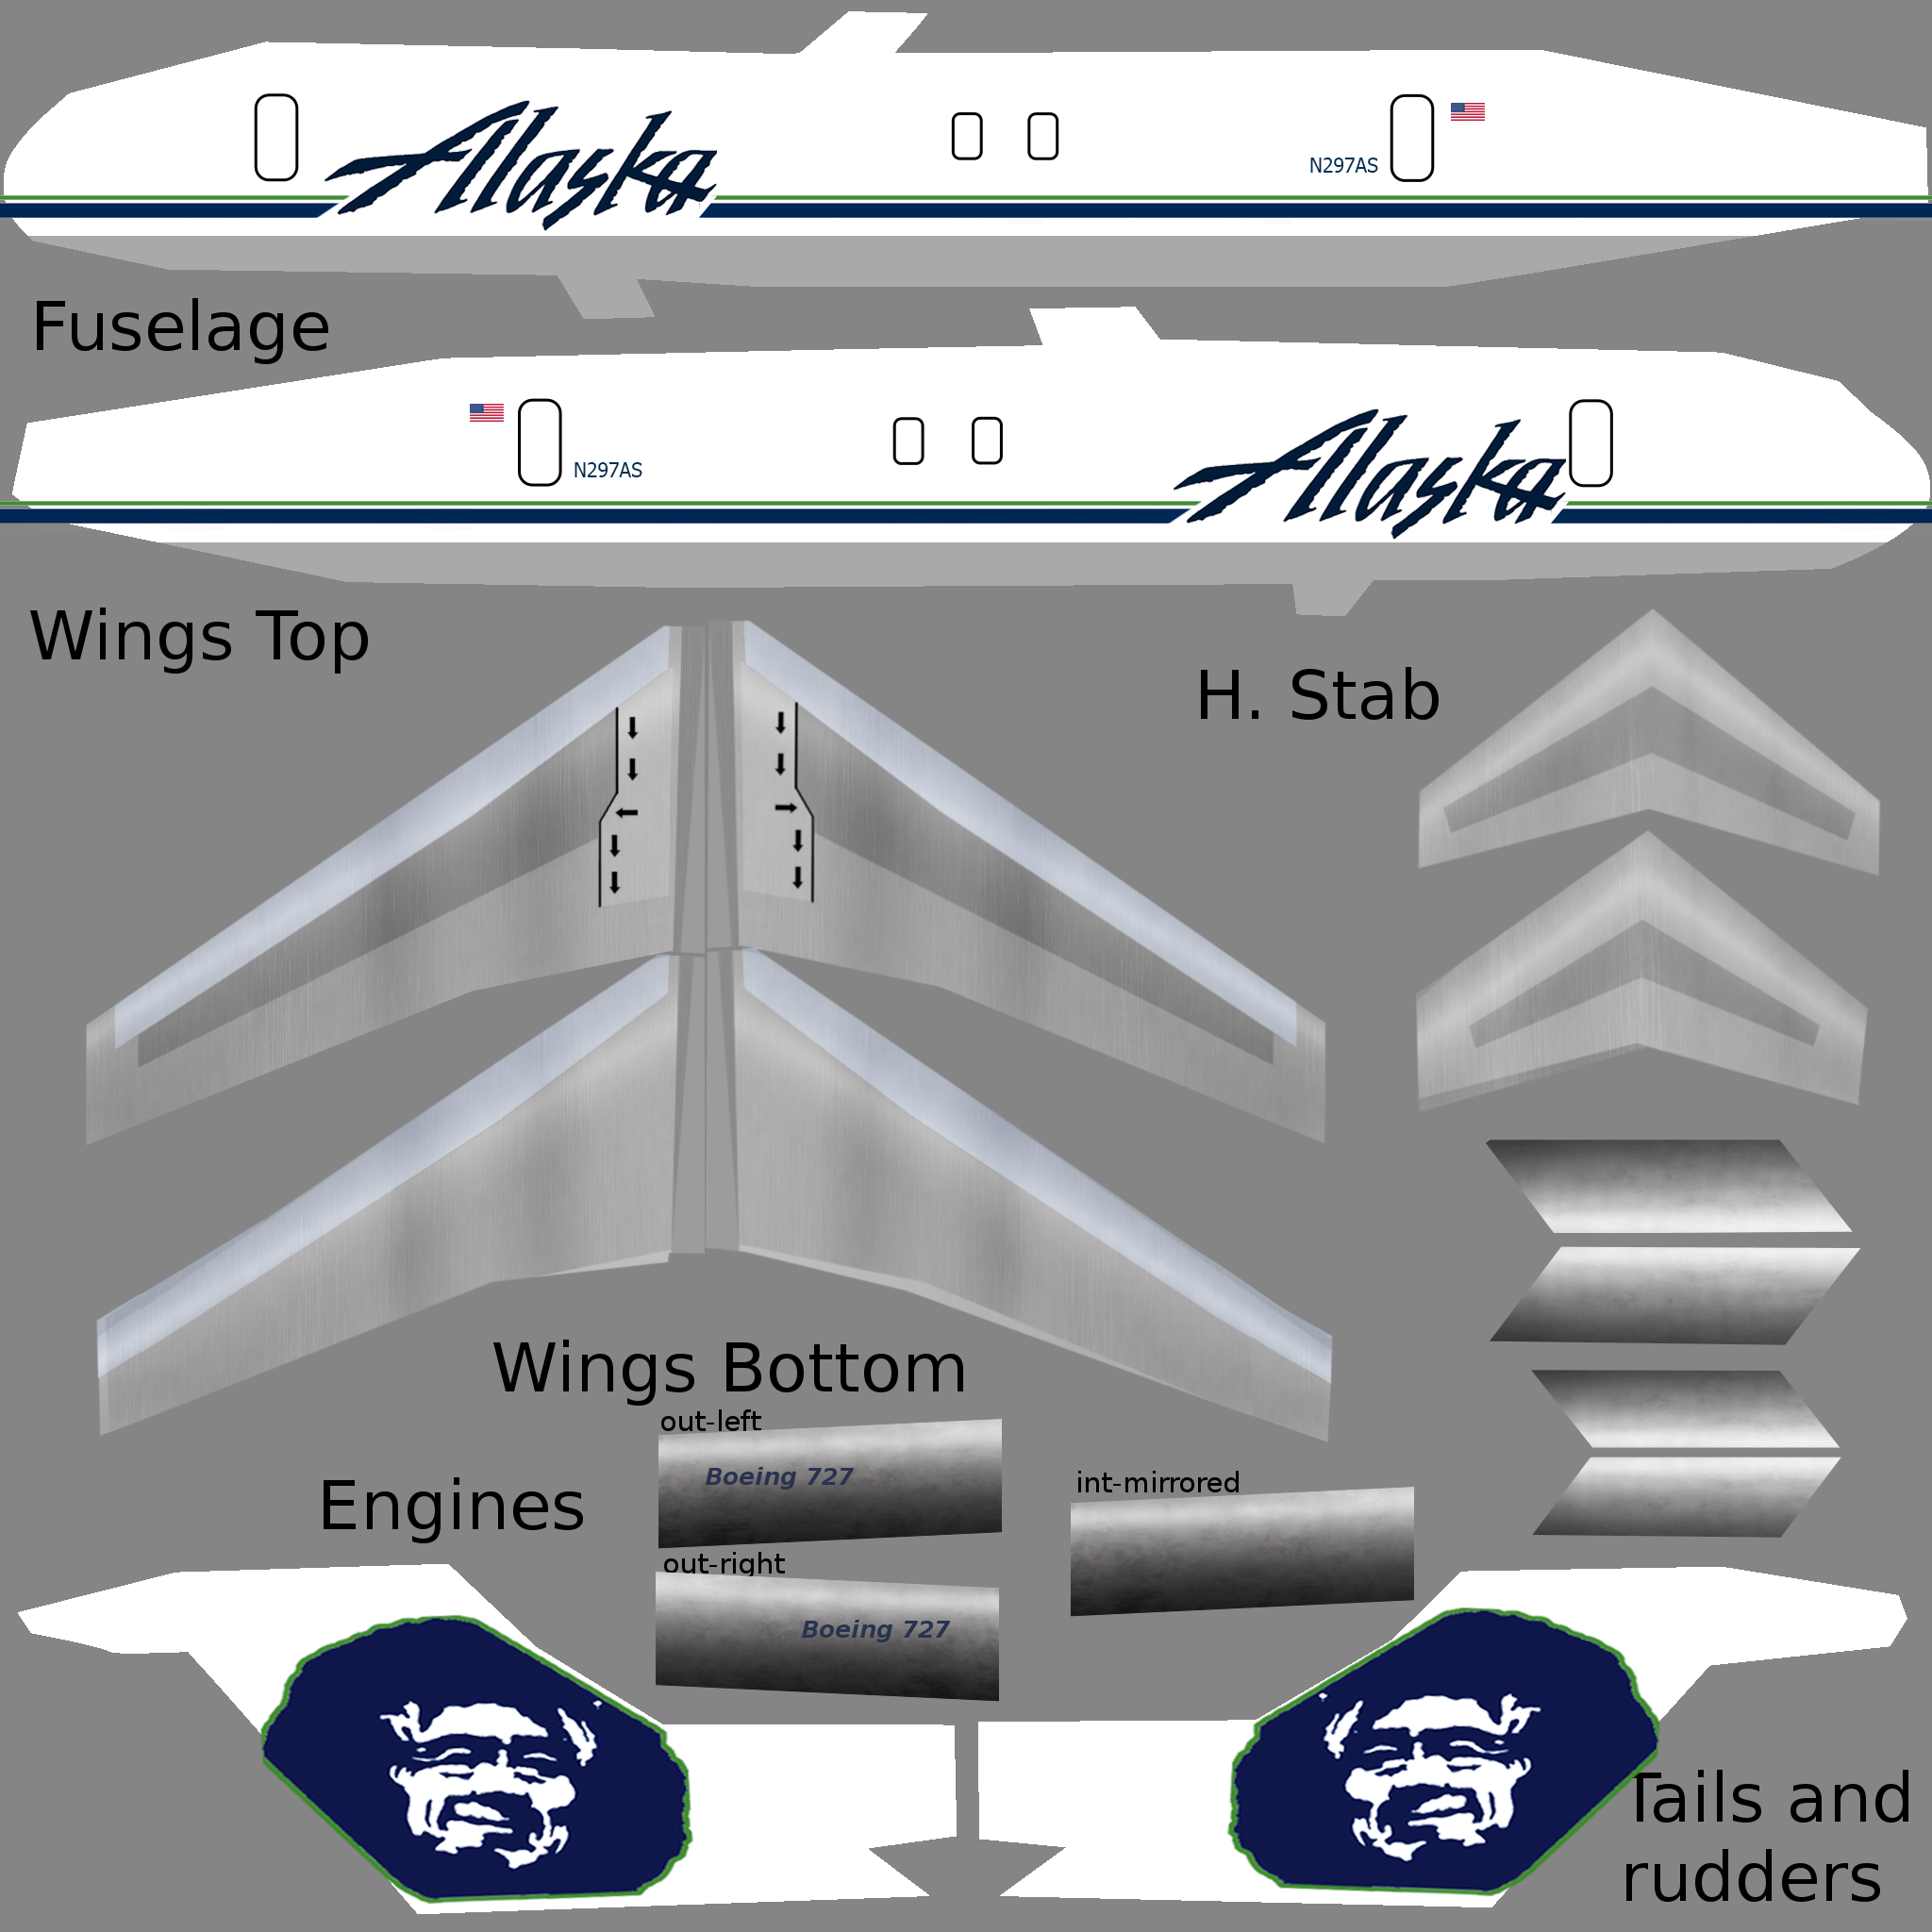 Alaska
N297AS
Fuselage
N297AS
Alaska
Wings Top
H. Stab
Wings Bottom
out-left
Boeing 727
int-mirrored
Engines
out-right
Boeing 727
Tails and
rudders